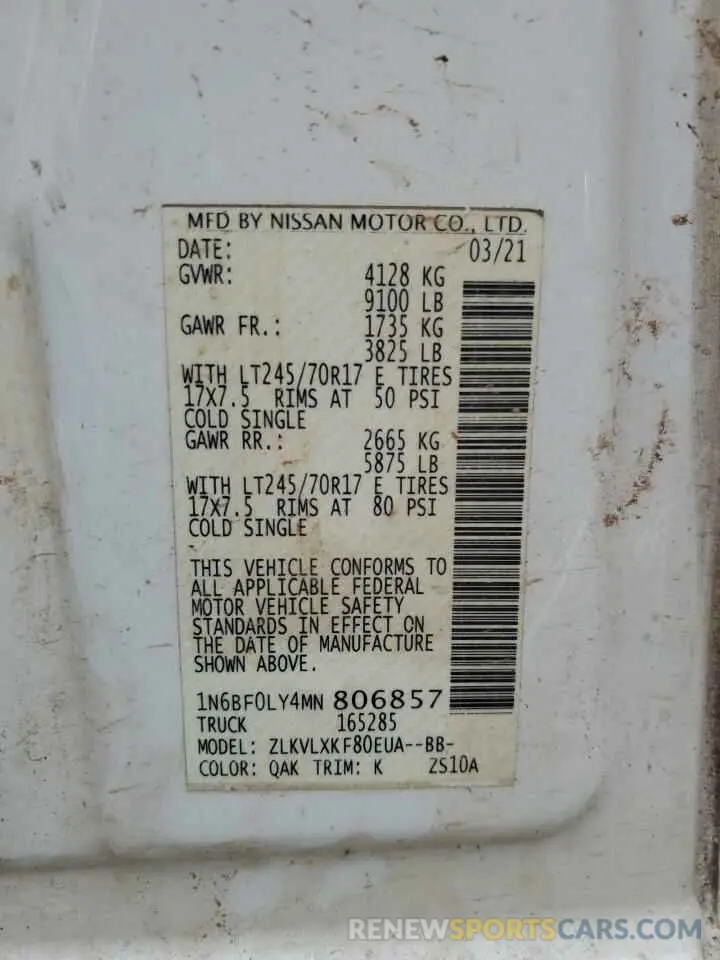 MFD BY NISSAN MOTOR CO., LTD.
DATE: 03/21
GVWR: 4128 KG
9100 LB
GAWR FR.: 1735 KG
3825 LB
WITH LT245/70R17 E TIRES
17X7.5 RIMS AT 50 PSI
COLD SINGLE
GAWR RR.: 2665 KG
5875 LB
WITH LT245/70R17 E TIRES
17X7.5 RIMS AT 80 PSI
COLD SINGLE
THIS VEHICLE CONFORMS TO
ALL APPLICABLE FEDERAL
MOTOR VEHICLE SAFETY
STANDARDS IN EFFECT ON
THE DATE OF MANUFACTURE
SHOWN ABOVE.
1N6BF0LY4MN 806857
TRUCK 165285
MODEL: ZLKVLXKF80EUA--BB-
COLOR: QAK TRIM: K ZS10A
RENEWSPORTSCARS.COM